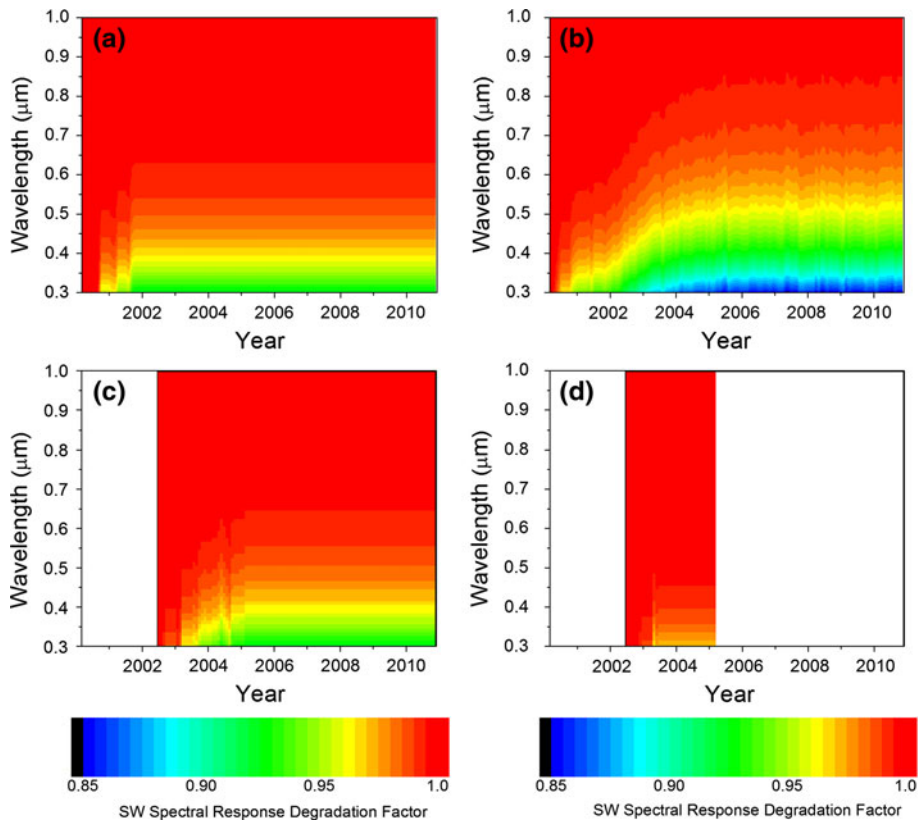 (a)
1.0
0.9
0.8
0.7
0.6
0.5
0.4
0.3
Wavelength (μm)
2002 2004 2006 2008 2010
Year
(b)
1.0
0.9
0.8
0.7
0.6
0.5
0.4
0.3
Wavelength (μm)
2002 2004 2006 2008 2010
Year
(c)
1.0
0.9
0.8
0.7
0.6
0.5
0.4
0.3
Wavelength (μm)
2002 2004 2006 2008 2010
Year
(d)
1.0
0.9
0.8
0.7
0.6
0.5
0.4
0.3
Wavelength (μm)
2002 2004 2006 2008 2010
Year
0.85 0.90 0.95 1.0
SW Spectral Response Degradation Factor
0.85 0.90 0.95 1.0
SW Spectral Response Degradation Factor